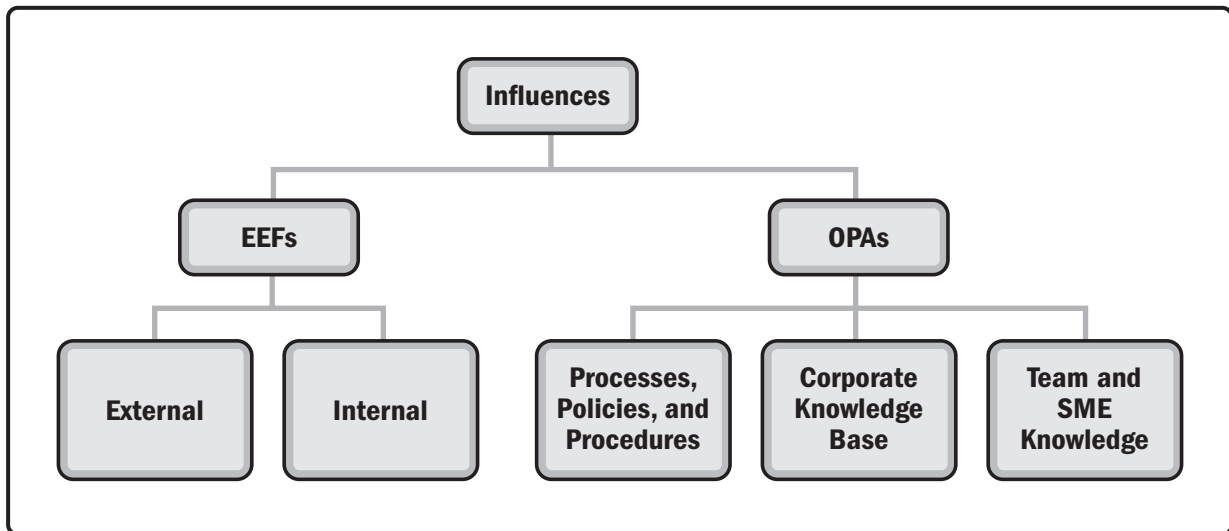 Influences
EEFs
OPAs
External
Internal
Processes,
Policies, and
Procedures
Corporate
Knowledge
Base
Team and
SME
Knowledge